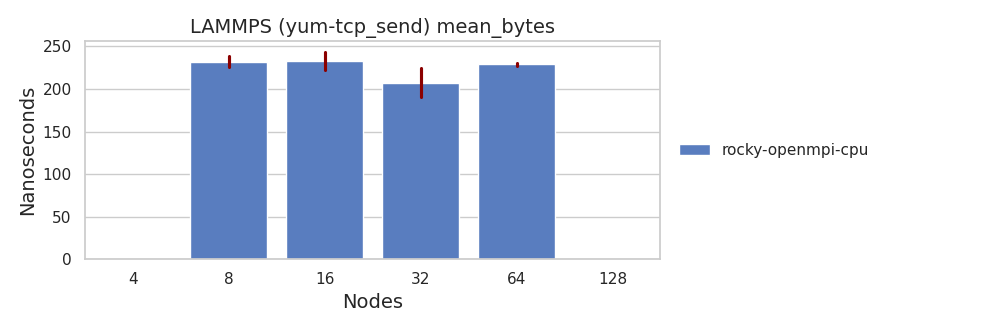 LAMMPS (yum-tcp_send) mean_bytes
Nanoseconds
250
200
150
100
50
0
4 8 16 32 64 128
Nodes
rocky-openmpi-cpu